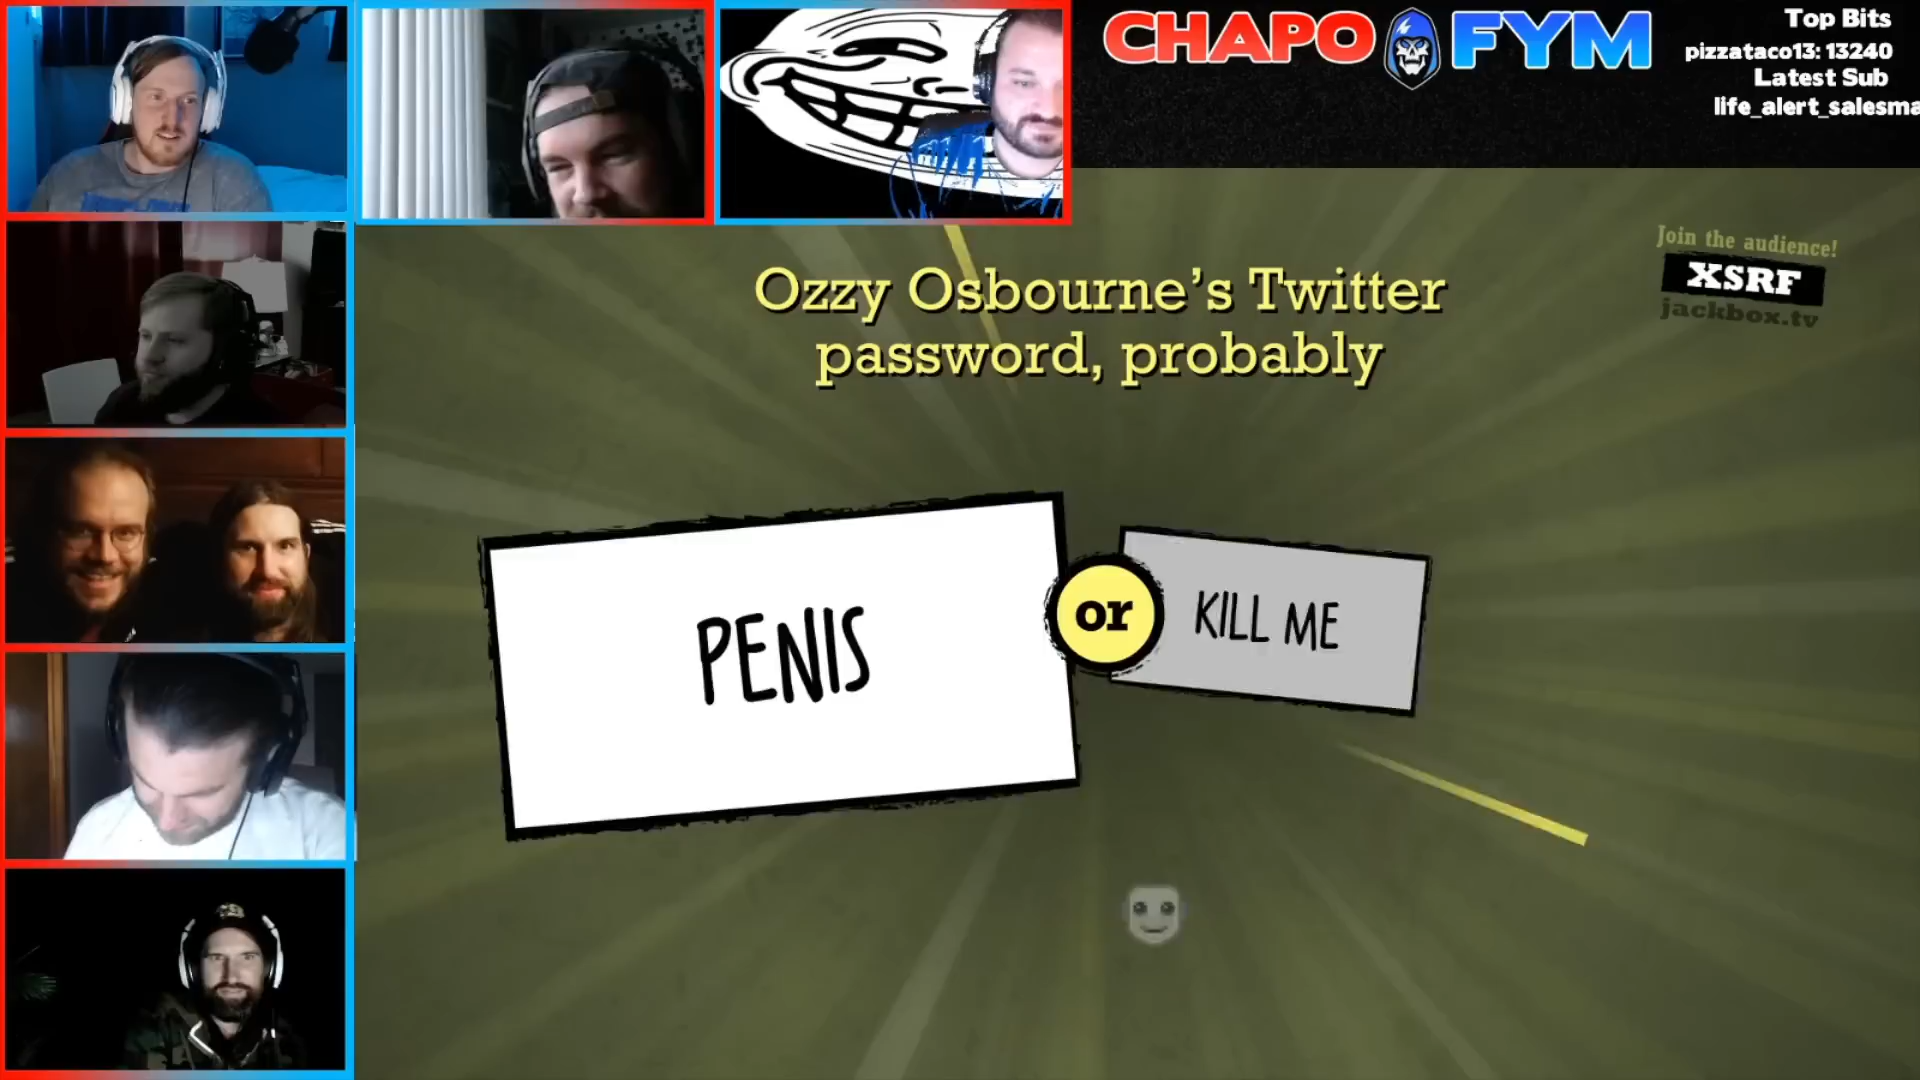 CHAPO FYM
Top Bits
pizzataco13: 13240
Latest Sub
life_alert_salesma
Join the audience!
XSRF
jackbox.tv
Ozzy Osbourne's Twitter
password, probably
PENIS
or
KILL ME